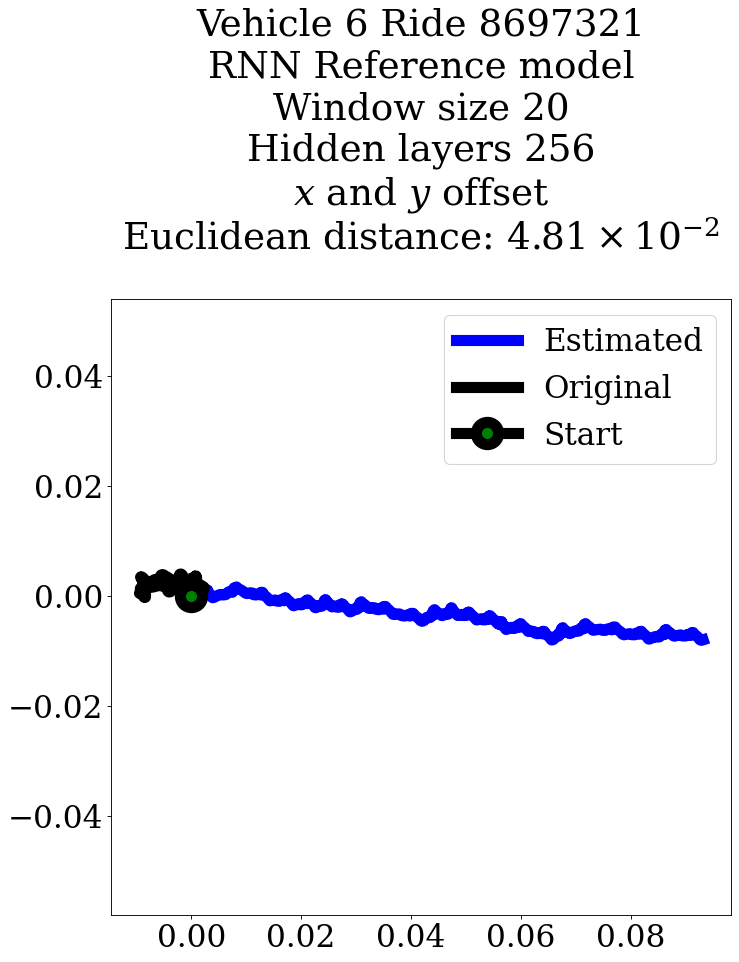 Vehicle 6 Ride 8697321
RNN Reference model
Window size 20
Hidden layers 256
x and y offset
Euclidean distance: 4.81 × 10⁻²
Estimated
Original
Start
0.04
0.02
0.00
−0.02
−0.04
0.00 0.02 0.04 0.06 0.08